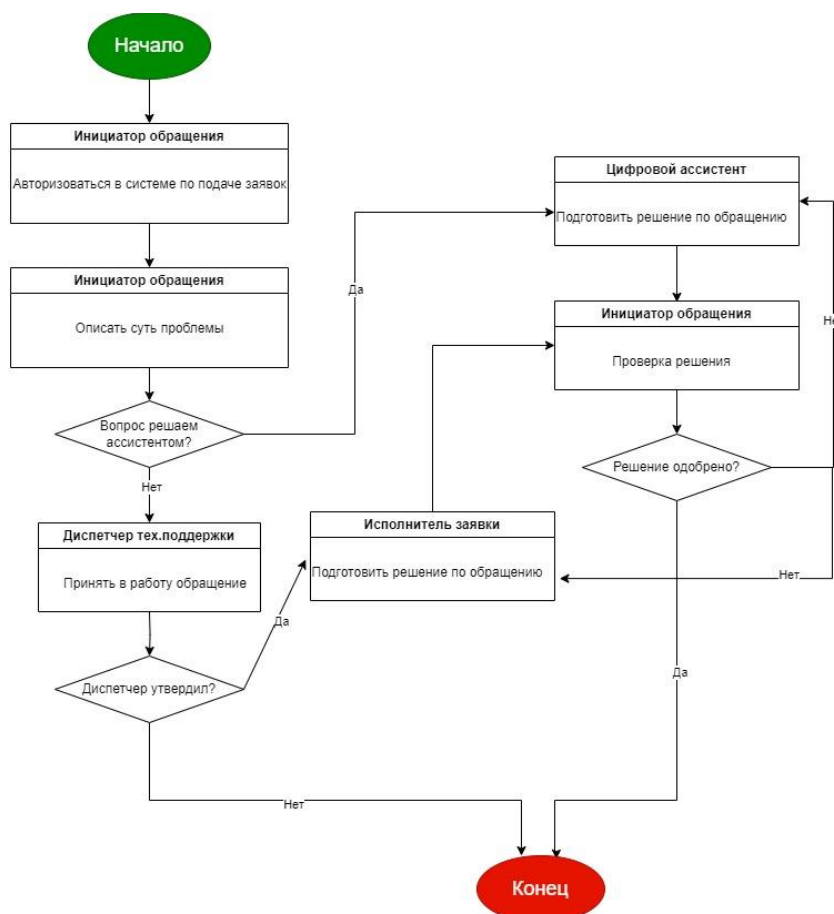 Начало
Инициатор обращения
Авторизоваться в системе по подаче заявок
Инициатор обращения
Описать суть проблемы
Вопрос решаем
ассистентом?
Да
Нет
Диспетчер тех.поддержки
Принять в работу обращение
Диспетчер утвердил?
Да
Нет
Исполнитель заявки
Подготовить решение по обращению
Цифровой ассистент
Подготовить решение по обращению
Инициатор обращения
Проверка решения
Решение одобрено?
Не
Нет
Да
Конец